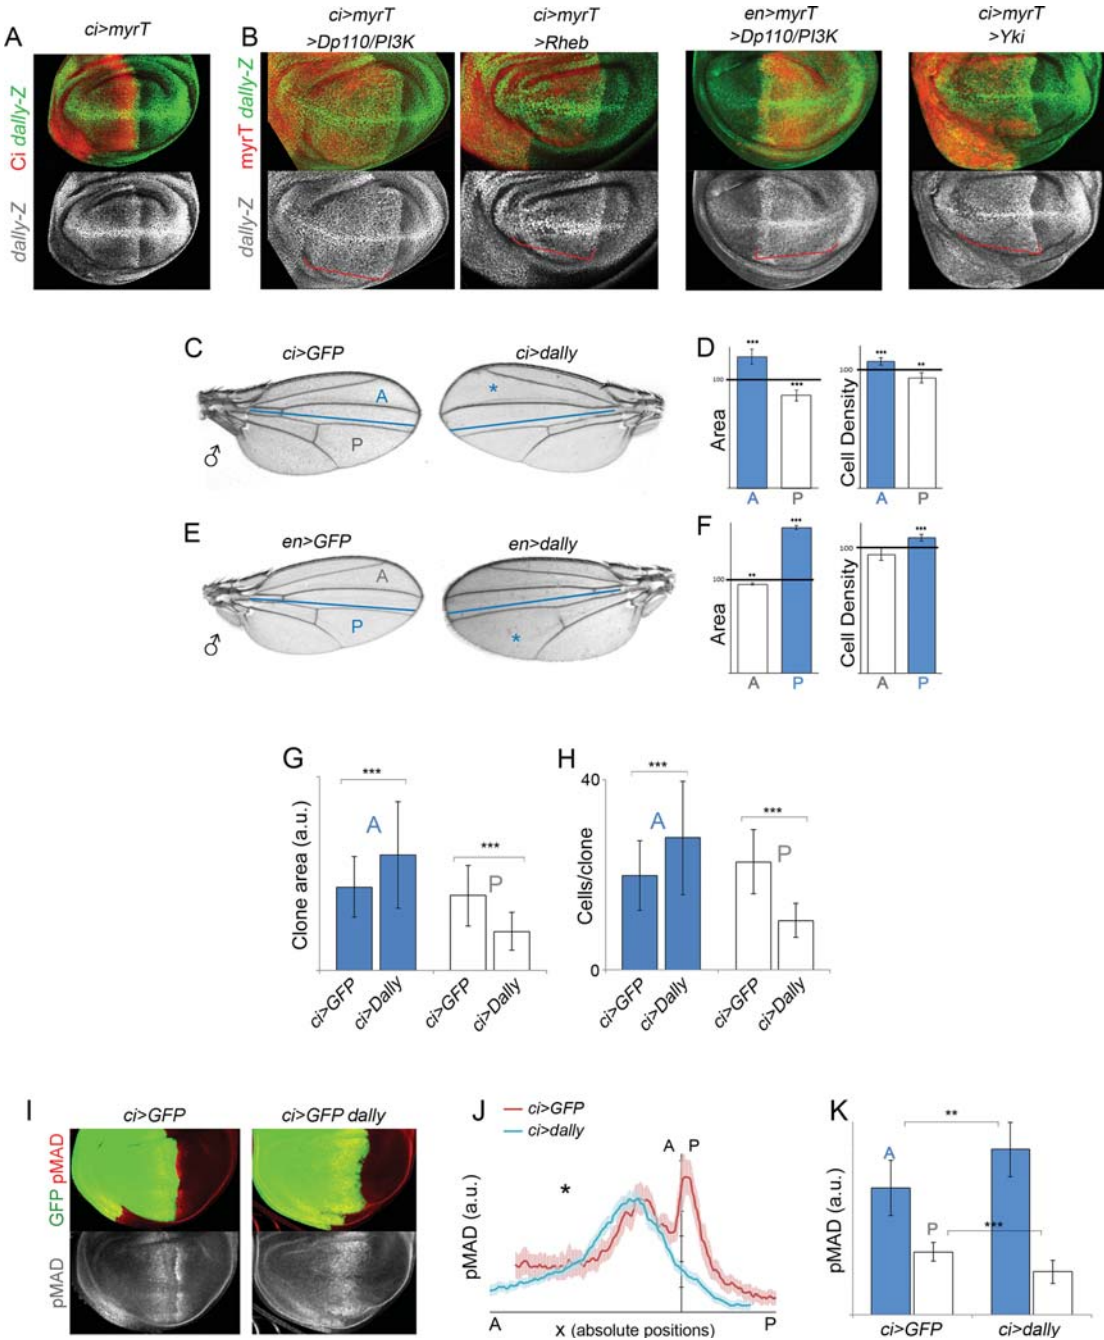 A
ci>myrT
Ci dally-Z
dally-Z
B
ci>myrT
>Dp110/PI3K
ci>myrT
>Rheb
en>myrT
>Dp110/PI3K
ci>myrT
>Yki
myrT dally-Z
dally-Z
C
ci>GFP
ci>dally
A
*
P
♂
D
Area
100
***
***
A
P
Cell Density
100
***
**
A
P
E
en>GFP
en>dally
A
P
*
♂
F
Area
100
**
***
A
P
Cell Density
100
***
A
P
G
Clone area (a.u.)
***
A
***
P
ci>GFP
ci>Dally
ci>GFP
ci>Dally
H
Cells/clone
40
0
***
A
***
P
ci>GFP
ci>Dally
ci>GFP
ci>Dally
I
ci>GFP
ci>GFP dally
GFP pMAD
pMAD
J
ci>GFP
ci>dally
A P
*
pMAD (a.u.)
A
x (absolute positions)
P
K
pMAD (a.u.)
**
A
P
***
ci>GFP
ci>dally